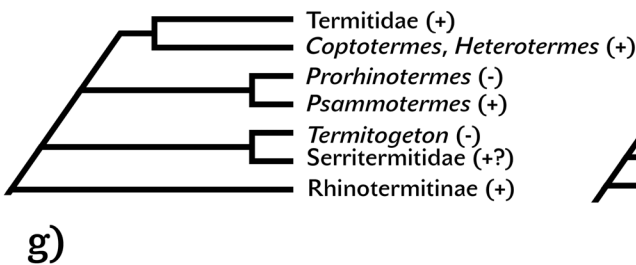 Termitidae (+)
Coptotermes, Heterotermes (+)
Prorhinotermes (-)
Psammotermes (+)
Termitogeton (-)
Serritermitidae (+?)
Rhinotermitinae (+)
g)